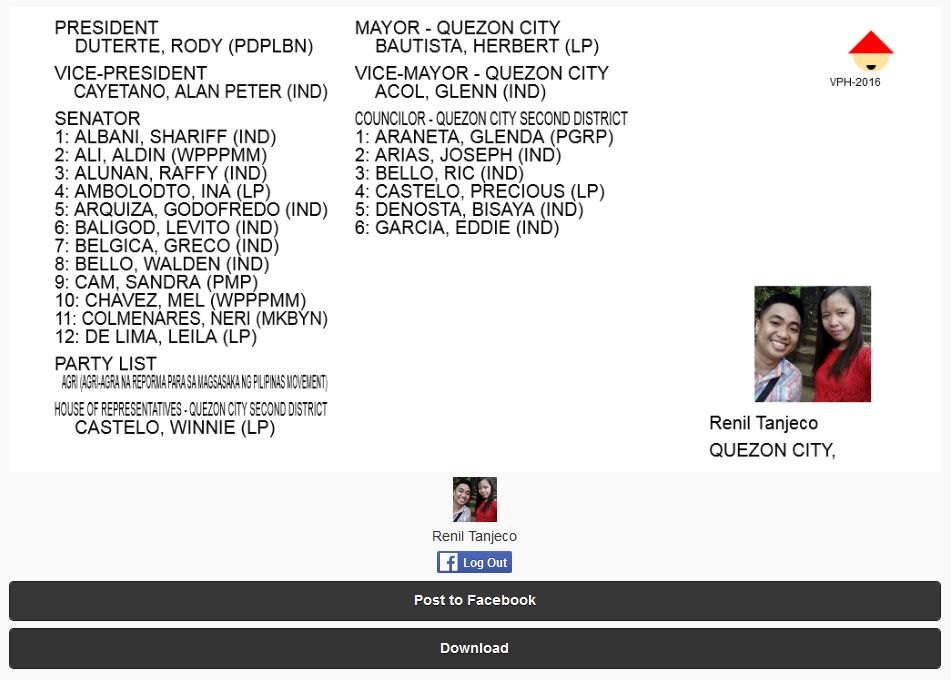 PRESIDENT
DUTERTE, RODY (PDPLBN)
VICE-PRESIDENT
CAYETANO, ALAN PETER (IND)
SENATOR
1: ALBANI, SHARIFF (IND)
2: ALI, ALDIN (WPPPMM)
3: ALUNAN, RAFFY (IND)
4: AMBOLODTO, INA (LP)
5: ARQUIZA, GODOFREDO (IND)
6: BALIGOD, LEVITO (IND)
7: BELGICA, GRECO (IND)
8: BELLO, WALDEN (IND)
9: CAM, SANDRA (PMP)
10: CHAVEZ, MEL (WPPPMM)
11: COLMENARES, NERI (MKBYN)
12: DE LIMA, LEILA (LP)
PARTY LIST
AGRI (AGRI-AGRA NA REPORMA PARA SA MAGSASAKA NG PILIPINAS MOVEMENT)
HOUSE OF REPRESENTATIVES - QUEZON CITY SECOND DISTRICT
CASTELO, WINNIE (LP)
MAYOR - QUEZON CITY
BAUTISTA, HERBERT (LP)
VICE-MAYOR - QUEZON CITY
ACOL, GLENN (IND)
COUNCILOR - QUEZON CITY SECOND DISTRICT
1: ARANETA, GLENDA (PGRP)
2: ARIAS, JOSEPH (IND)
3: BELLO, RIC (IND)
4: CASTELO, PRECIOUS (LP)
5: DENOSTA, BISAYA (IND)
6: GARCIA, EDDIE (IND)
VPH-2016
Renil Tanjeco
QUEZON CITY,
Renil Tanjeco
f Log Out
Post to Facebook
Download